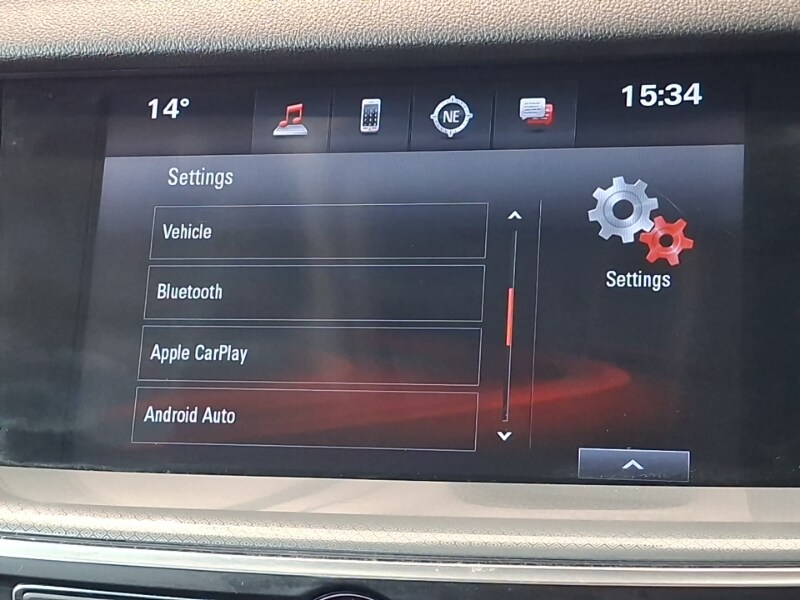 14°
NE
15:34
Settings
Vehicle
Bluetooth
Apple CarPlay
Android Auto
Settings